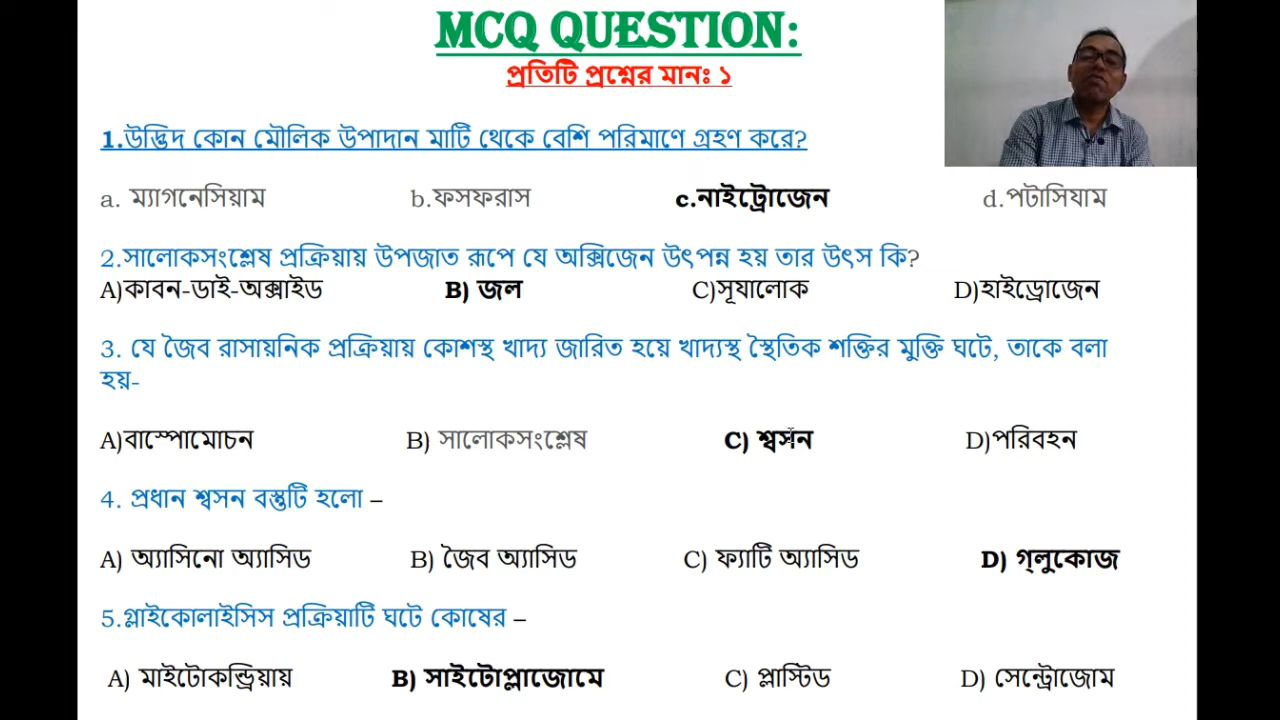 MCQ QUESTION:
প্রতিটি প্রশ্নের মানঃ ১
1.উদ্ভিদ কোন মৌলিক উপাদান মাটি থেকে বেশি পরিমাণে গ্রহণ করে?
a. ম্যাগনেসিয়াম b.ফসফরাস c.নাইট্রোজেন d.পটাসিযাম
2.সালোকসংশ্লেষ প্রক্রিয়ায় উপজাত রূপে যে অক্সিজেন উৎপন্ন হয় তার উৎস কি?
A)কাবন-ডাই-অক্সাইড B) জল C)সূযালোক D)হাইড্রোজেন
3. যে জৈব রাসায়নিক প্রক্রিয়ায় কোশস্থ খাদ্য জারিত হয়ে খাদ্যস্থ স্থৈতিক শক্তির মুক্তি ঘটে, তাকে বলা
হয়-
A)বাস্পোমোচন B) সালোকসংশ্লেষ C) শ্বসন D)পরিবহন
4. প্রধান শ্বসন বস্তুটি হলো –
A) অ্যাসিনো অ্যাসিড B) জৈব অ্যাসিড C) ফ্যাটি অ্যাসিড D) গ্লুকোজ
5.গ্লাইকোলাইসিস প্রক্রিয়াটি ঘটে কোষের –
A) মাইটোকন্ড্রিয়ায় B) সাইটোপ্লাজোমে C) প্লাস্টিড D) সেন্ট্রোজোম